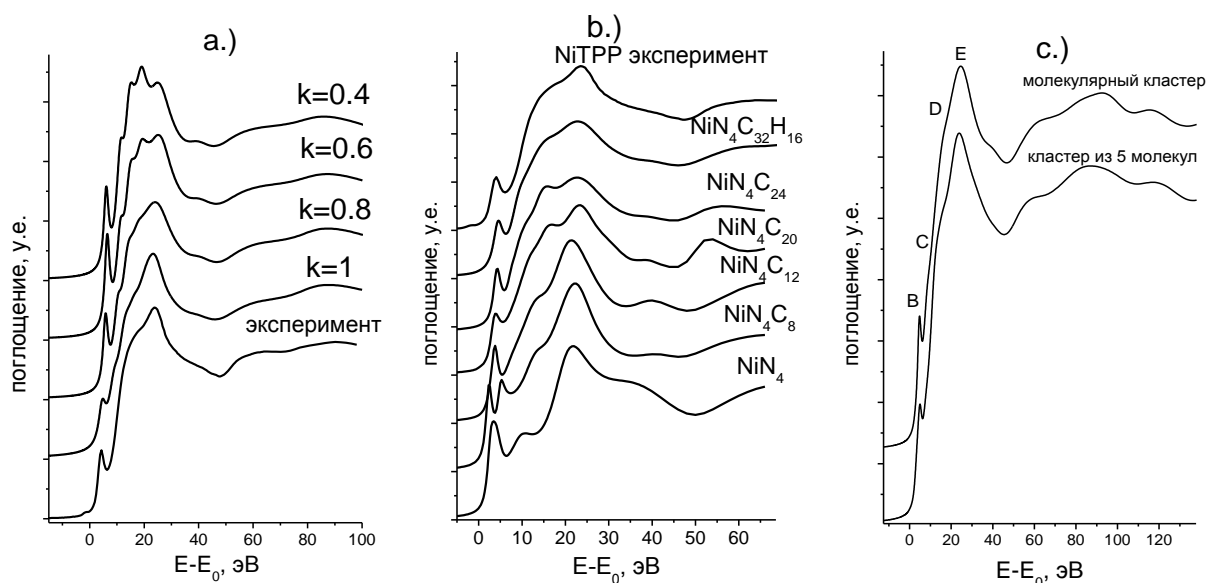 a.)
k=0.4
k=0.6
k=0.8
k=1
эксперимент
поглощение, у.е.
0 20 40 60 80 100
E-E₀, эВ
b.)
NiTPP эксперимент
NiN₄C₃₂H₁₆
NiN₄C₂₄
NiN₄C₂₀
NiN₄C₁₂
NiN₄C₈
NiN₄
поглощение, у.е.
0 10 20 30 40 50 60
E-E₀, эВ
c.)
E
молекулярный кластер
D
кластер из 5 молекул
C
B
поглощение, у.е.
0 20 40 60 80 100 120
E-E₀, эВ